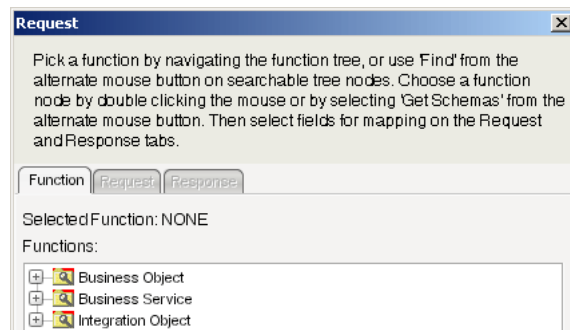 Request
Pick a function by navigating the function tree, or use 'Find' from the
alternate mouse button on searchable tree nodes. Choose a function
node by double clicking the mouse or by selecting 'Get Schemas' from the
alternate mouse button. Then select fields for mapping on the Request
and Response tabs.
Function Request Response
Selected Function: NONE
Functions:
Business Object
Business Service
Integration Object